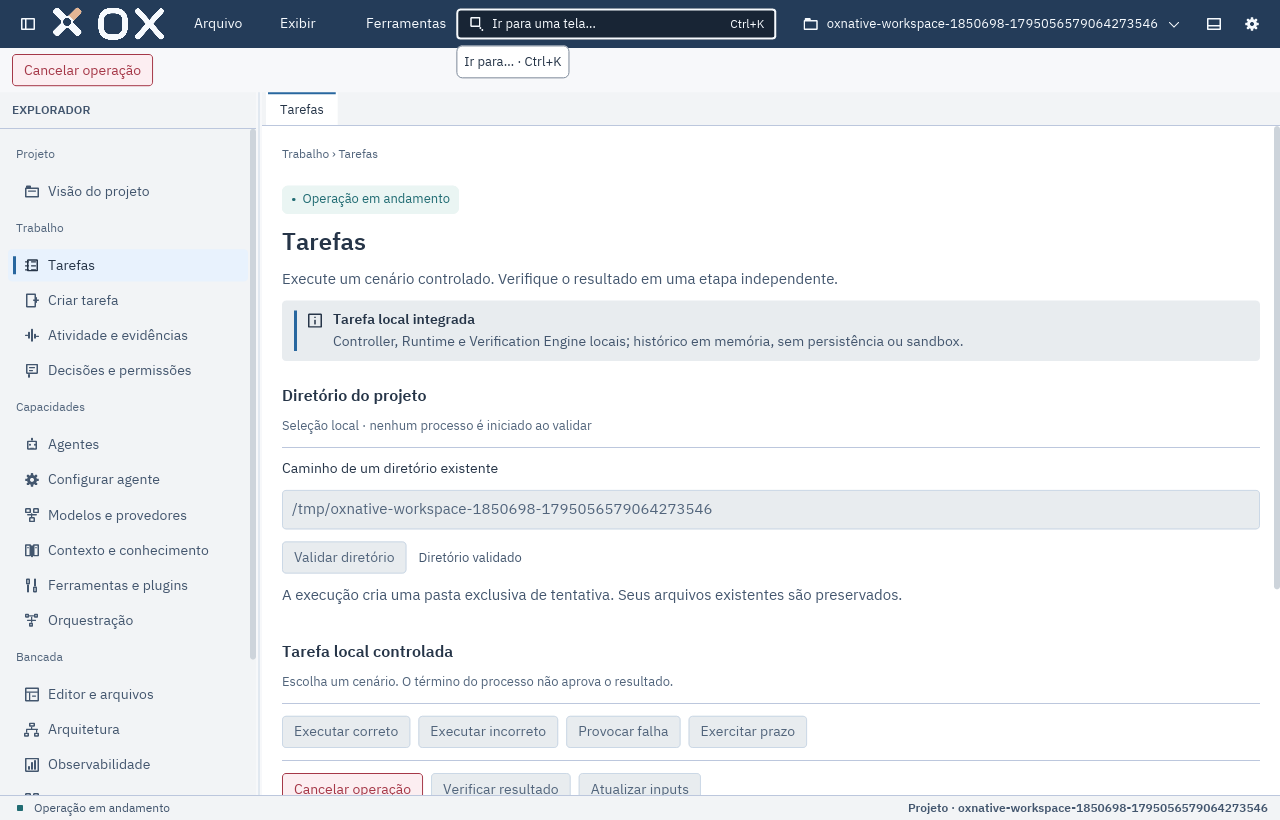 OX
Arquivo
Exibir
Ferramentas
Ir para uma tela...
Ctrl+K
oxnative-workspace-1850698-1795056579064273546
Ir para... · Ctrl+K
Cancelar operação
EXPLORADOR
Projeto
Visão do projeto
Trabalho
Tarefas
Criar tarefa
Atividade e evidências
Decisões e permissões
Capacidades
Agentes
Configurar agente
Modelos e provedores
Contexto e conhecimento
Ferramentas e plugins
Orquestração
Bancada
Editor e arquivos
Arquitetura
Observabilidade
Tarefas
Trabalho › Tarefas
• Operação em andamento
Tarefas
Execute um cenário controlado. Verifique o resultado em uma etapa independente.
Tarefa local integrada
Controller, Runtime e Verification Engine locais; histórico em memória, sem persistência ou sandbox.
Diretório do projeto
Seleção local · nenhum processo é iniciado ao validar
Caminho de um diretório existente
/tmp/oxnative-workspace-1850698-1795056579064273546
Validar diretório
Diretório validado
A execução cria uma pasta exclusiva de tentativa. Seus arquivos existentes são preservados.
Tarefa local controlada
Escolha um cenário. O término do processo não aprova o resultado.
Executar correto
Executar incorreto
Provocar falha
Exercitar prazo
Cancelar operação
Verificar resultado
Atualizar inputs
Operação em andamento
Projeto · oxnative-workspace-1850698-1795056579064273546